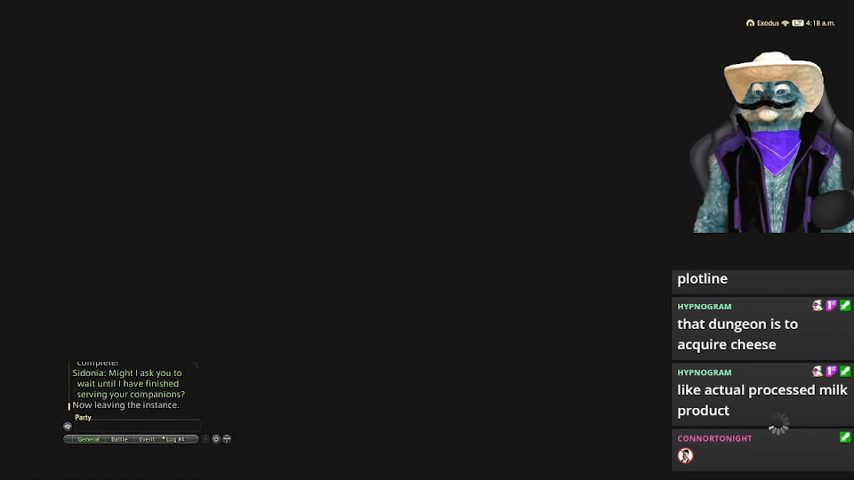 Exodus LT 4:18 a.m.
plotline
HYPNOGRAM
that dungeon is to
acquire cheese
HYPNOGRAM
like actual processed milk
product
CONNORTONIGHT
complete!
Sidonia: Might I ask you to
wait until I have finished
serving your companions?
Now leaving the instance.
Party
General Battle Event Log #4